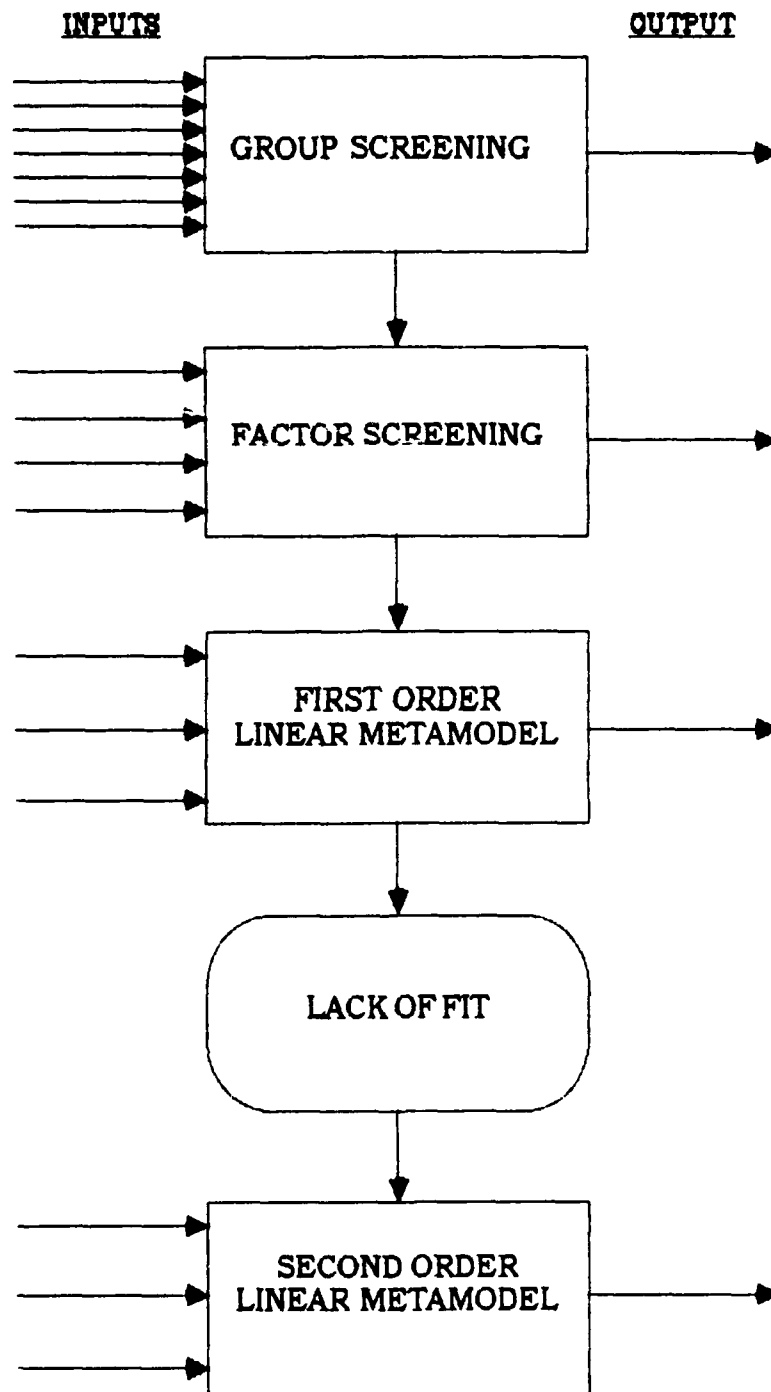 INPUTS OUTPUT
GROUP SCREENING
FACTOR SCREENING
FIRST ORDER
LINEAR METAMODEL
LACK OF FIT
SECOND ORDER
LINEAR METAMODEL